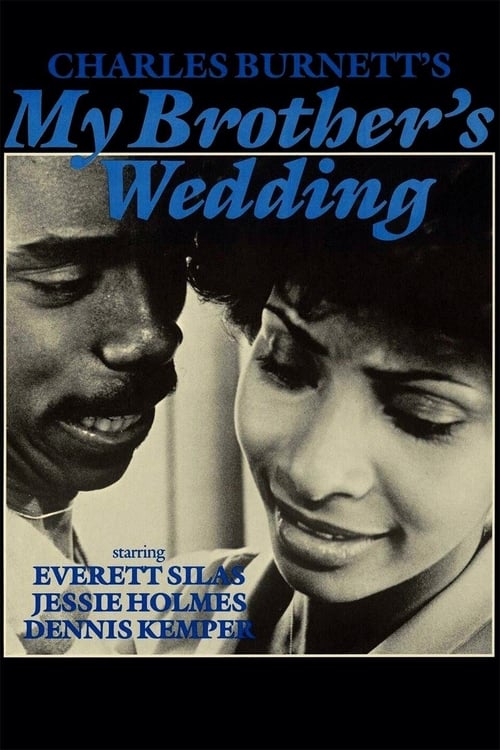 CHARLES BURNETT'S
My Brother's
Wedding
starring
EVERETT SILAS
JESSIE HOLMES
DENNIS KEMPER